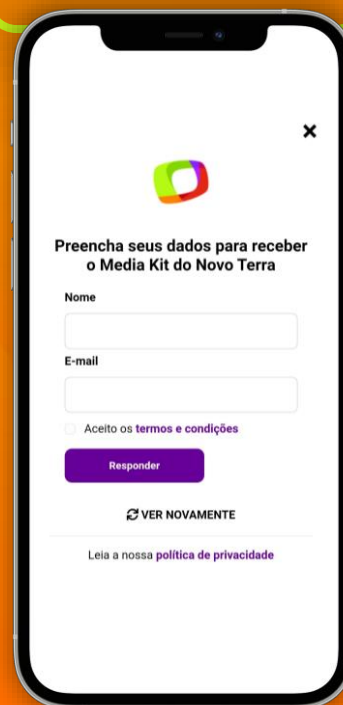 Preencha seus dados para receber
o Media Kit do Novo Terra
Nome
E-mail
Aceito os termos e condições
Responder
VER NOVAMENTE
Leia a nossa política de privacidade